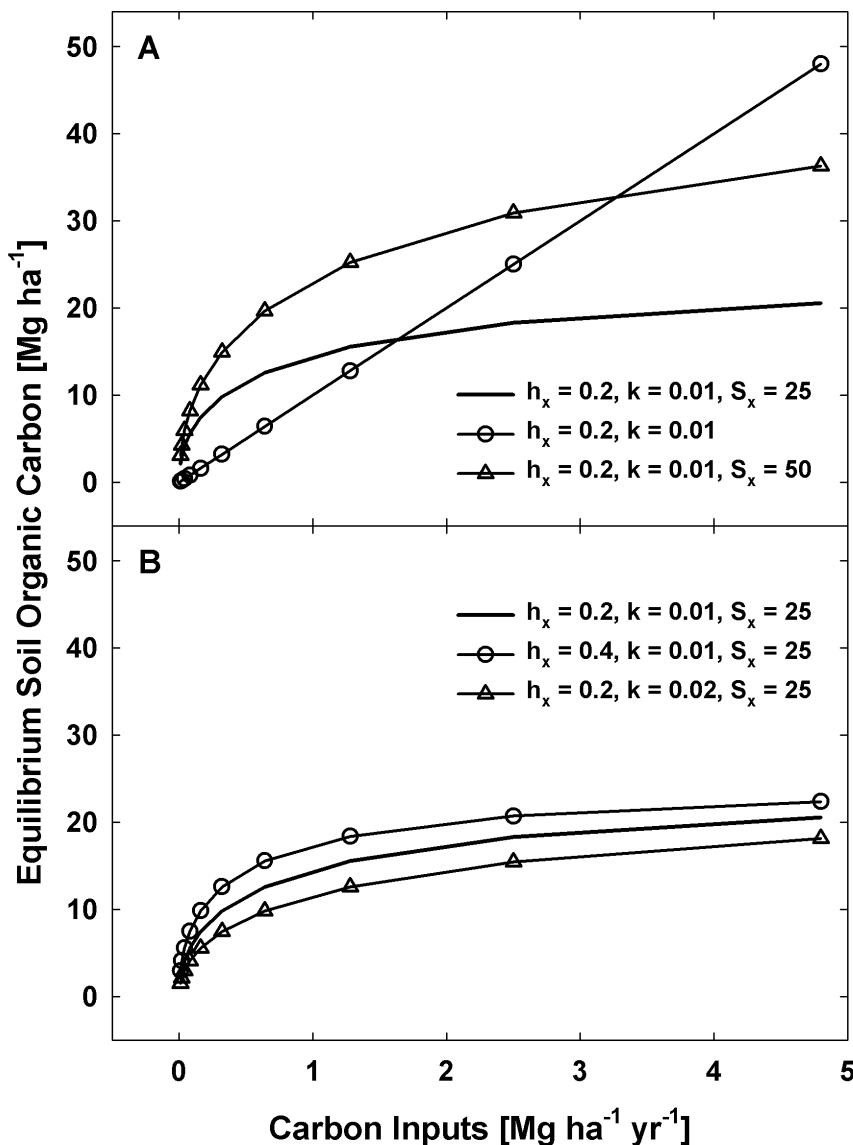 A
50
40
30
20
10
0
h_x = 0.2, k = 0.01, S_x = 25
h_x = 0.2, k = 0.01
h_x = 0.2, k = 0.01, S_x = 50
B
50
40
30
20
10
0
h_x = 0.2, k = 0.01, S_x = 25
h_x = 0.4, k = 0.01, S_x = 25
h_x = 0.2, k = 0.02, S_x = 25
0 1 2 3 4 5
Carbon Inputs [Mg ha⁻¹ yr⁻¹]
Equilibrium Soil Organic Carbon [Mg ha⁻¹]